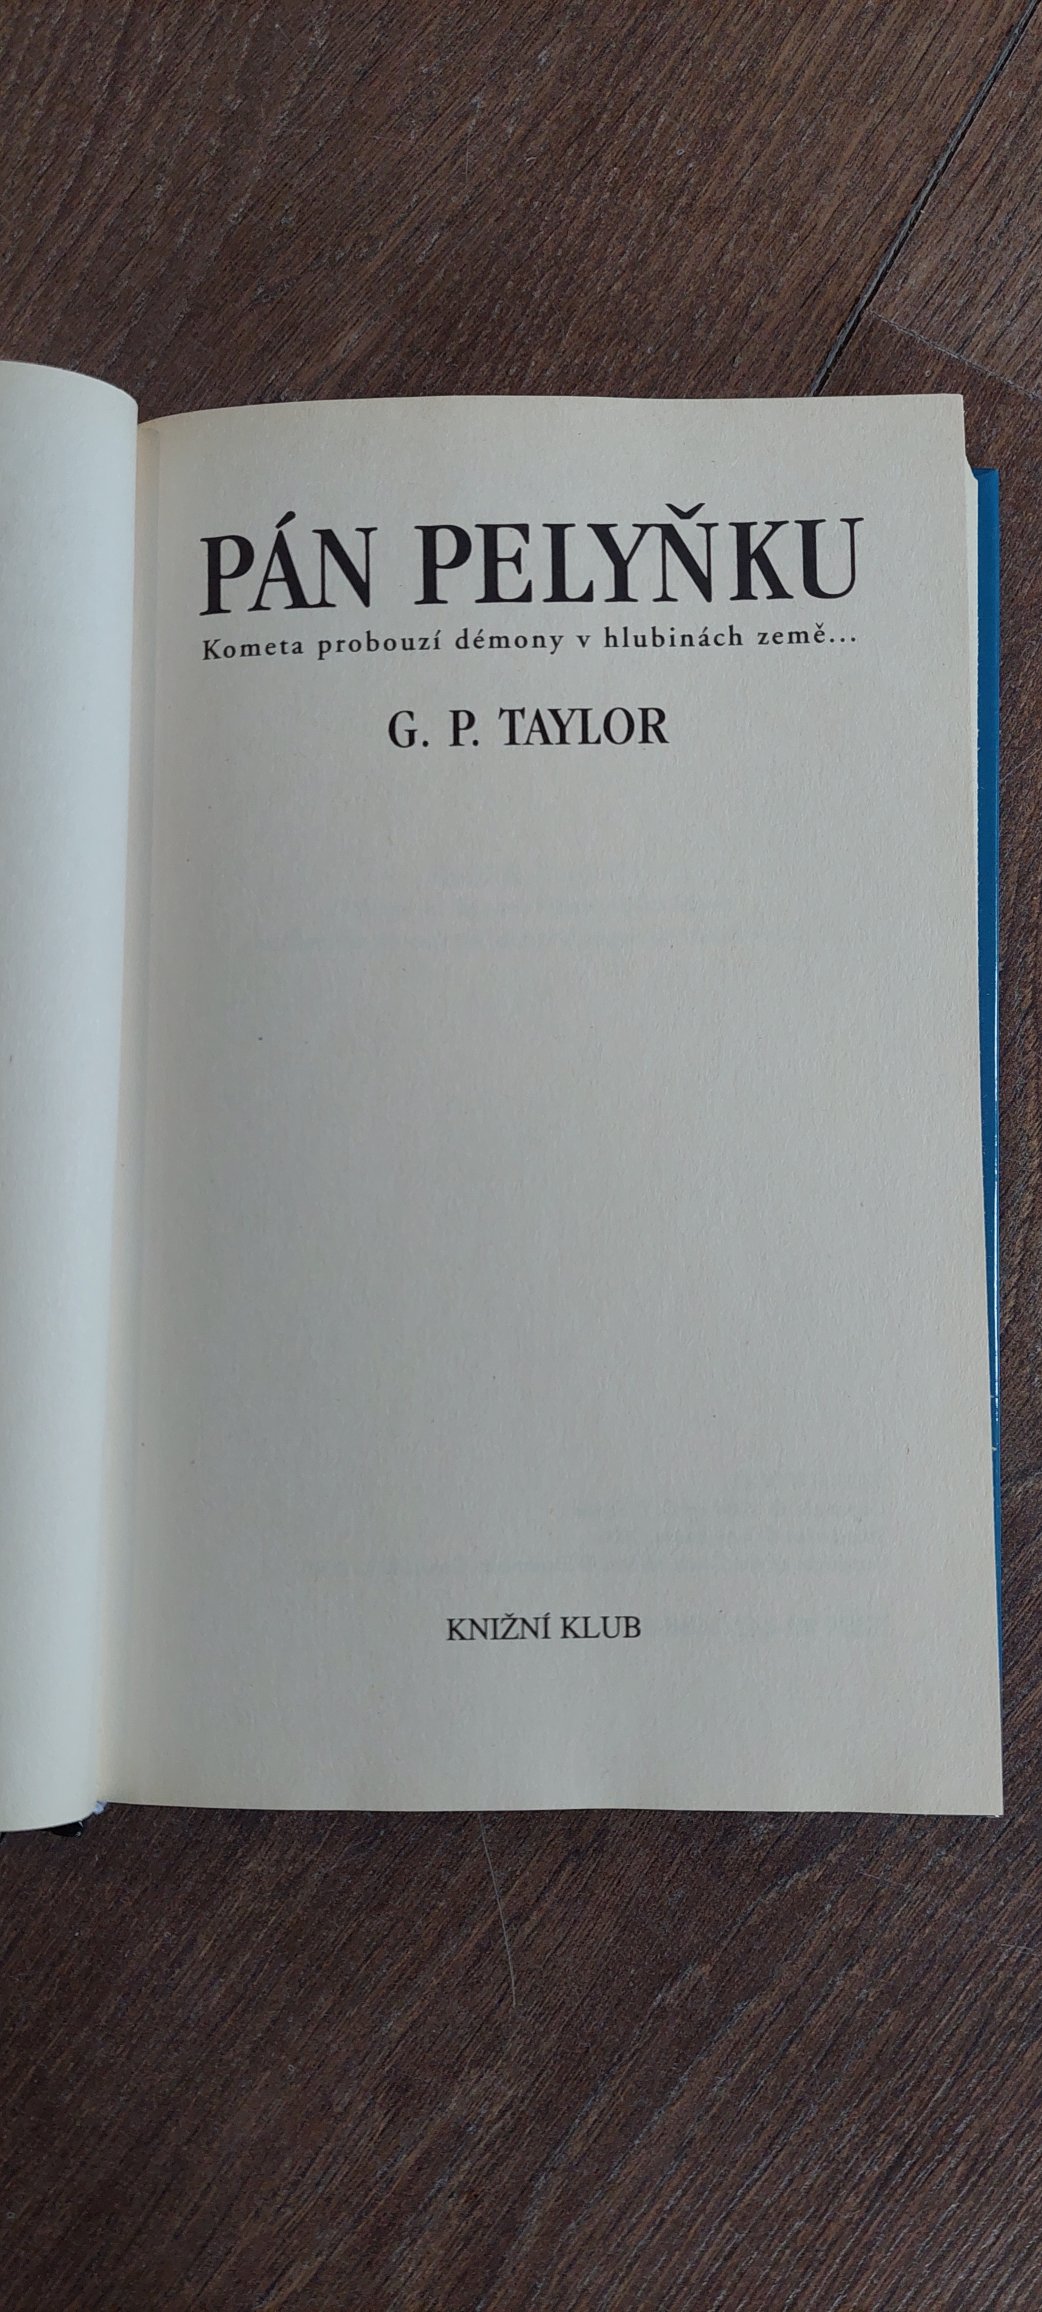 PÁN PELYŇKU
Kometa probouzí démony v hlubinách země...
G. P. TAYLOR
KNIŽNÍ KLUB